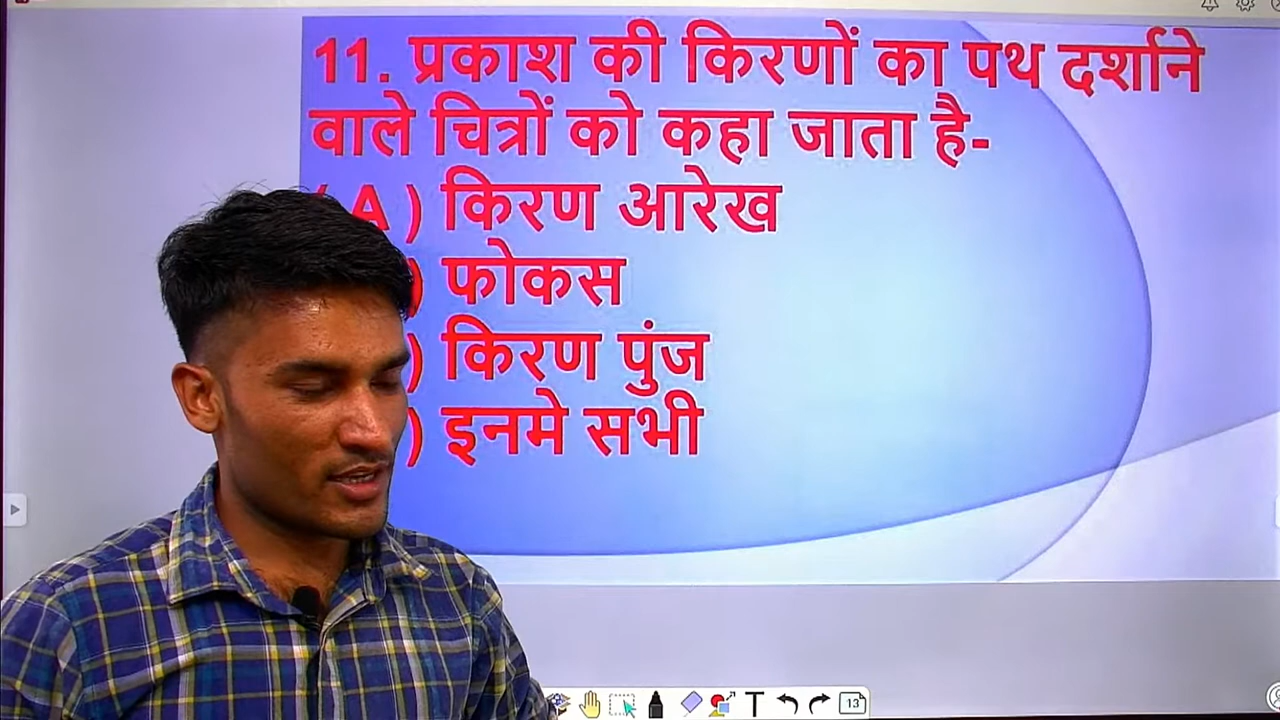 11. प्रकाश की किरणों का पथ दर्शाने
वाले चित्रों को कहा जाता है-
(A) किरण आरेख
) फोकस
) किरण पुंज
) इनमे सभी
T
13